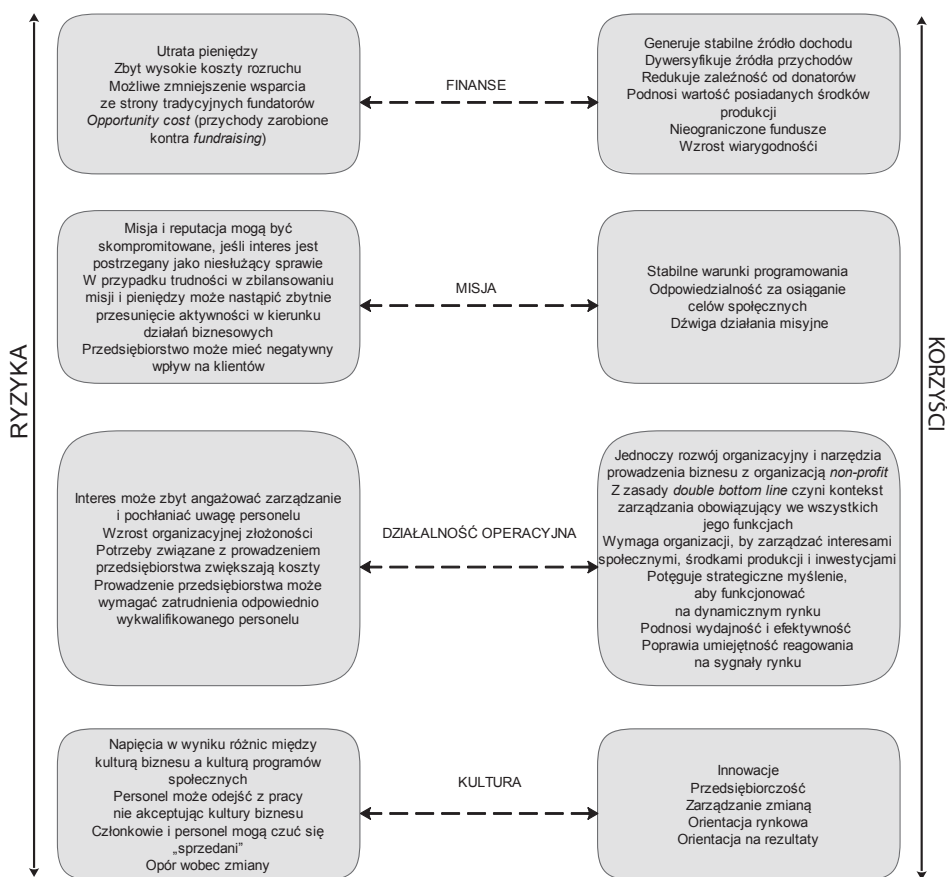 RYZYKA
Utrata pieniędzy
Zbyt wysokie koszty rozruchu
Możliwe zmniejszenie wsparcia
ze strony tradycyjnych fundatorów
Opportunity cost (przychody zarobione
kontra fundraising)
FINANSE
Generuje stabilne źródło dochodu
Dywersyfikuje źródła przychodów
Redukuje zależność od donatorów
Podnosi wartość posiadanych środków
produkcji
Nieograniczone fundusze
Wzrost wiarygodnośći
Misja i reputacja mogą być
skompromitowane, jeśli interes jest
postrzegany jako niesłużący sprawie
W przypadku trudności w zbilansowaniu
misji i pieniędzy może nastąpić zbytnie
przesunięcie aktywności w kierunku
działań biznesowych
Przedsiębiorstwo może mieć negatywny
wpływ na klientów
MISJA
Stabilne warunki programowania
Odpowiedzialność za osiąganie
celów społecznych
Dźwiga działania misyjne
Interes może zbyt angażować zarządzanie
i pochłaniać uwagę personelu
Wzrost organizacyjnej złożoności
Potrzeby związane z prowadzeniem
przedsiębiorstwa zwiększają koszty
Prowadzenie przedsiębiorstwa może
wymagać zatrudnienia odpowiednio
wykwalifikowanego personelu
DZIAŁALNOŚĆ OPERACYJNA
Jednoczy rozwój organizacyjny i narzędzia
prowadzenia biznesu z organizacją non-profit
Z zasady double bottom line czyni kontekst
zarządzania obowiązujący we wszystkich
jego funkcjach
Wymaga organizacji, by zarządzać interesami
społecznymi, środkami produkcji i inwestycjami
Potęguje strategiczne myślenie,
aby funkcjonować
na dynamicznym rynku
Podnosi wydajność i efektywność
Poprawia umiejętność reagowania
na sygnały rynku
Napięcia w wyniku różnic między
kulturą biznesu a kulturą programów
społecznych
Personel może odejść z pracy
nie akceptując kultury biznesu
Członkowie i personel mogą czuć się
„sprzedani”
Opór wobec zmiany
KULTURA
Innowacje
Przedsiębiorczość
Zarządzanie zmianą
Orientacja rynkowa
Orientacja na rezultaty
KORZYŚCI